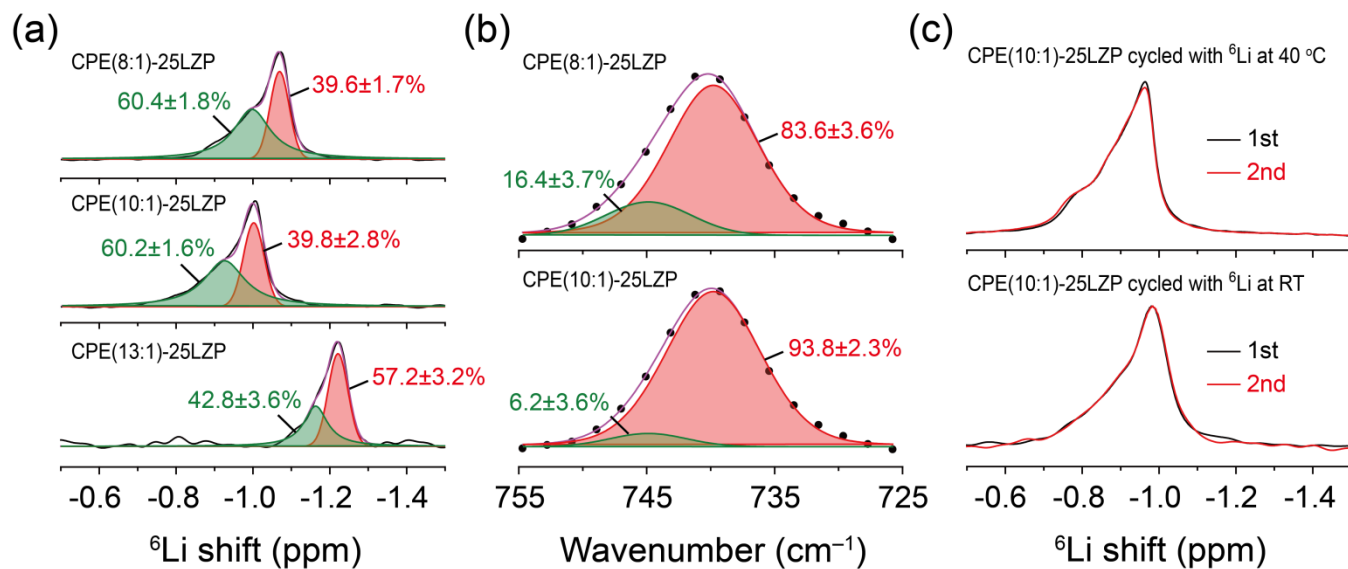 (a)
CPE(8:1)-25LZP
60.4±1.8%
39.6±1.7%
CPE(10:1)-25LZP
60.2±1.6%
39.8±2.8%
CPE(13:1)-25LZP
42.8±3.6%
57.2±3.2%
-0.6 -0.8 -1.0 -1.2 -1.4
⁶Li shift (ppm)
(b)
CPE(8:1)-25LZP
83.6±3.6%
16.4±3.7%
CPE(10:1)-25LZP
93.8±2.3%
6.2±3.6%
755 745 735 725
Wavenumber (cm⁻¹)
(c)
CPE(10:1)-25LZP cycled with ⁶Li at 40 °C
1st
2nd
CPE(10:1)-25LZP cycled with ⁶Li at RT
1st
2nd
-0.6 -0.8 -1.0 -1.2 -1.4
⁶Li shift (ppm)